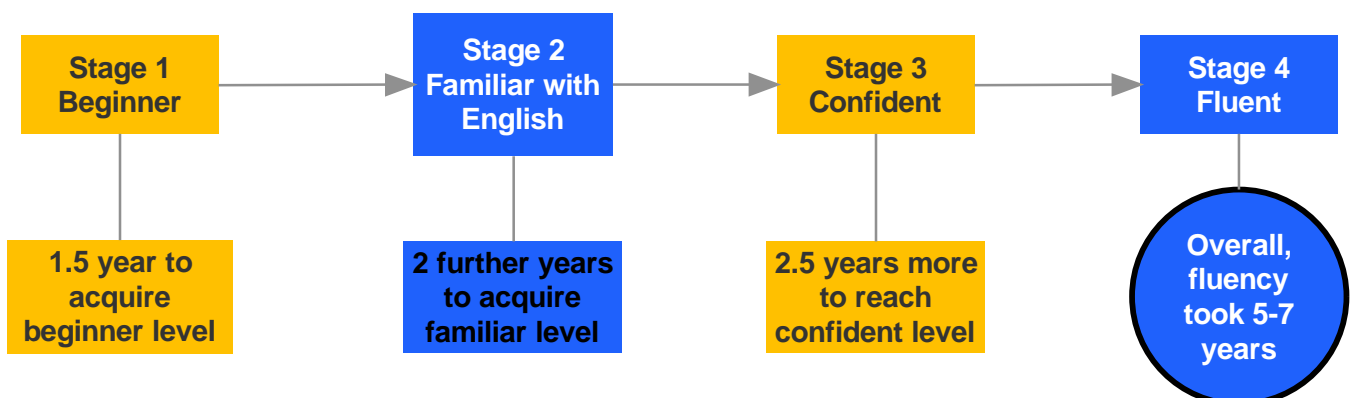 Stage 1
Beginner
Stage 2
Familiar with
English
Stage 3
Confident
Stage 4
Fluent
1.5 year to
acquire
beginner level
2 further years
to acquire
familiar level
2.5 years more
to reach
confident level
Overall,
fluency
took 5-7
years